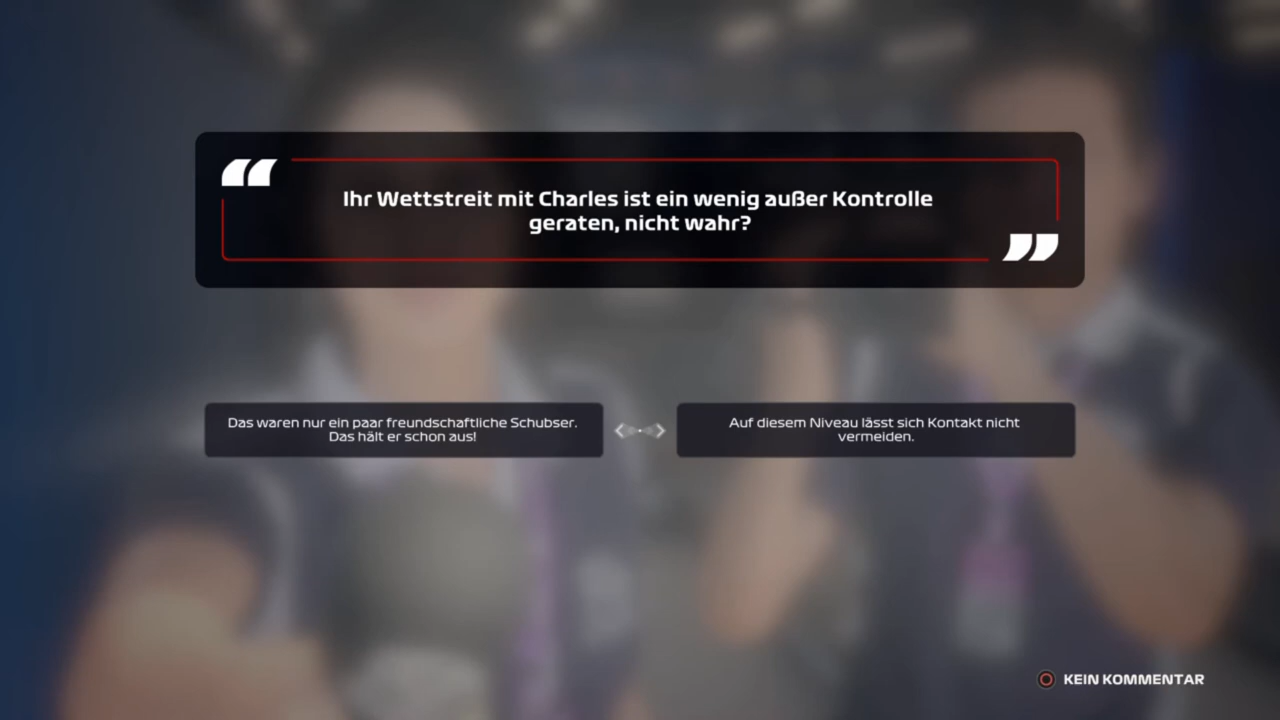 Ihr Wettstreit mit Charles ist ein wenig außer Kontrolle
geraten, nicht wahr?
Das waren nur ein paar freundschaftliche Schubser.
Das hält er schon aus!
Auf diesem Niveau lässt sich Kontakt nicht
vermeiden.
KEIN KOMMENTAR